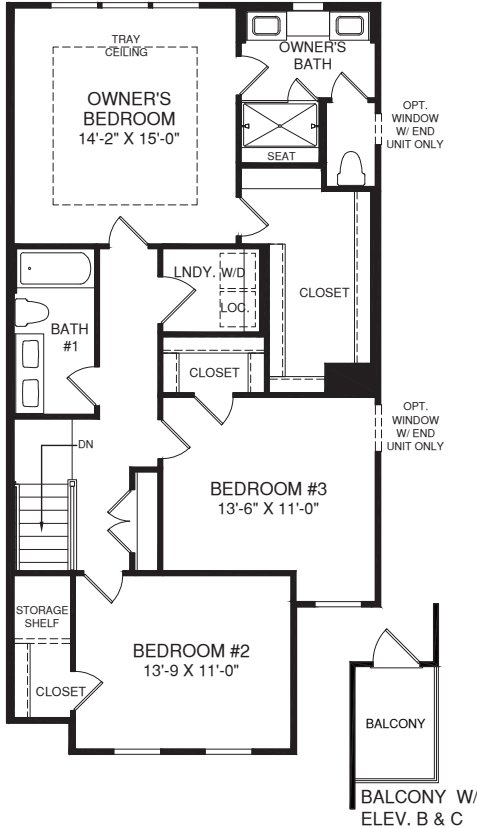 TRAY
CEILING
OWNER'S
BEDROOM
14'-2" X 15'-0"
OWNER'S
BATH
SEAT
OPT.
WINDOW
W/ END
UNIT ONLY
LNDY. W/D
LOC.
CLOSET
BATH
#1
CLOSET
OPT.
WINDOW
W/ END
UNIT ONLY
DN
BEDROOM #3
13'-6" X 11'-0"
STORAGE
SHELF
CLOSET
BEDROOM #2
13'-9 X 11'-0"
BALCONY
BALCONY W/
ELEV. B & C